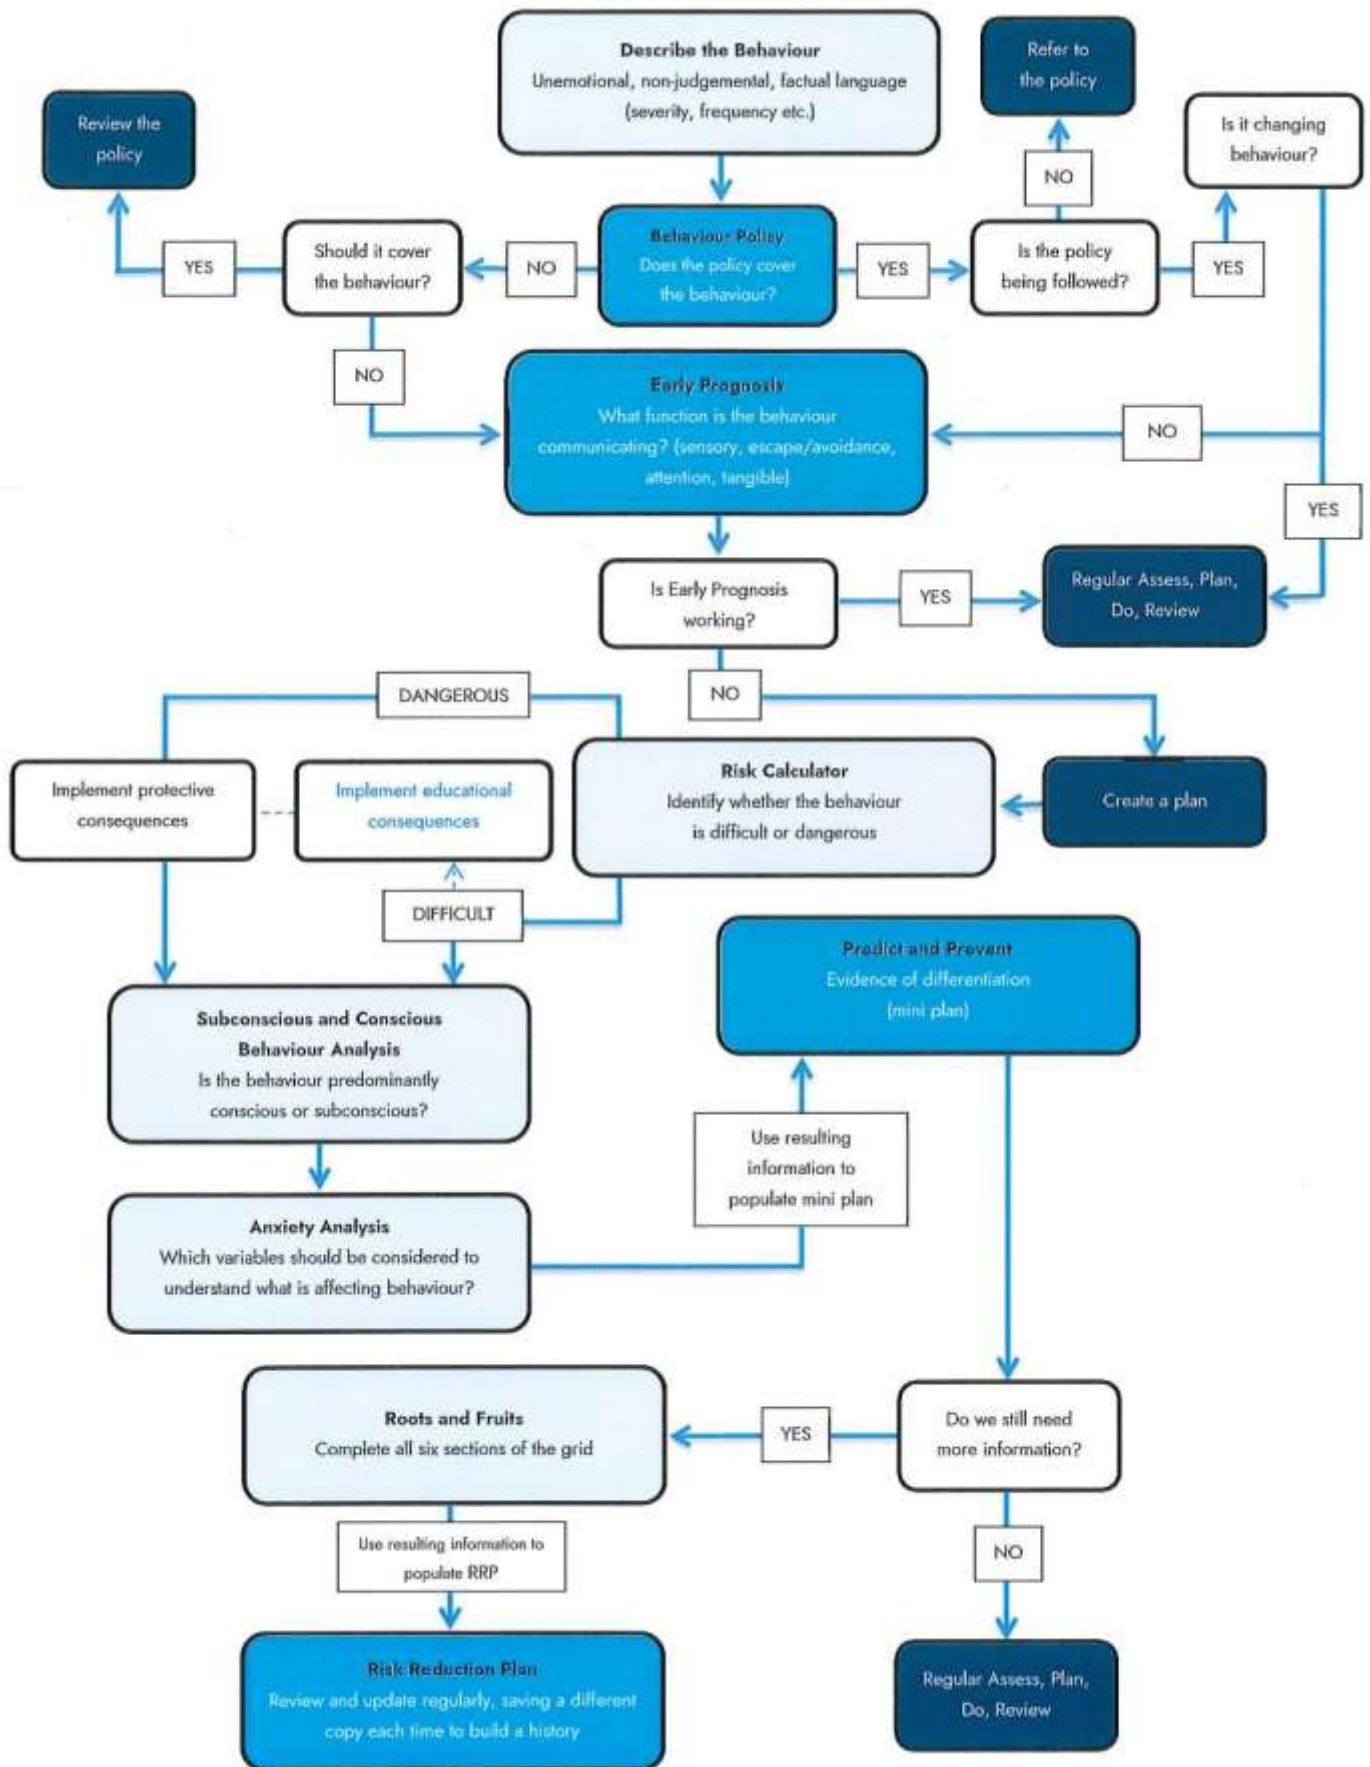 Describe the Behaviour
Unemotional, non-judgemental, factual language
(severity, frequency etc.)
Refer to
the policy
Review the
policy
Is it changing
behaviour?
NO
Should it cover
the behaviour?
YES
NO
Behaviour Policy
Does the policy cover
the behaviour?
YES
Is the policy
being followed?
YES
NO
Early Prognosis
What function is the behaviour
communicating? (sensory, escape/avoidance,
attention, tangible)
NO
YES
Is Early Prognosis
working?
YES
Regular Assess, Plan,
Do, Review
DANGEROUS
NO
Implement protective
consequences
Implement educational
consequences
Risk Calculator
Identify whether the behaviour
is difficult or dangerous
Create a plan
DIFFICULT
Predict and Prevent
Evidence of differentiation
(mini plan)
Subconscious and Conscious
Behaviour Analysis
Is the behaviour predominantly
conscious or subconscious?
Use resulting
information to
populate mini plan
Anxiety Analysis
Which variables should be considered to
understand what is affecting behaviour?
Roots and Fruits
Complete all six sections of the grid
YES
Do we still need
more information?
Use resulting information to
populate RRP
NO
Risk Reduction Plan
Review and update regularly, saving a different
copy each time to build a history
Regular Assess, Plan,
Do, Review